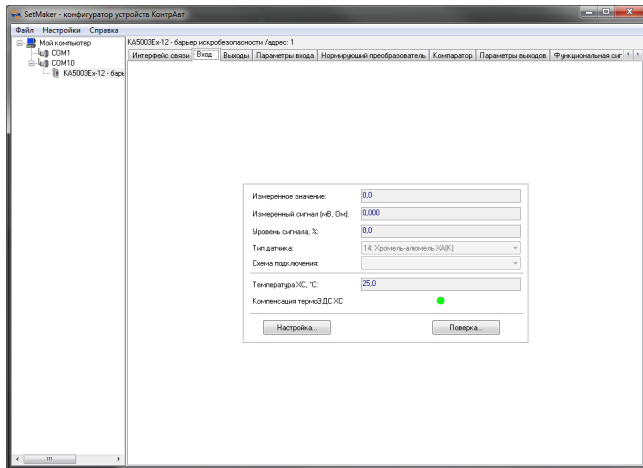 SetMaker - конфигуратор устройств КонтрАвт
Файл Настройки Справка
Мой компьютер
COM1
COM10
КА5003Ех-12 - барь
КА5003Ех-12 - барьер искробезопасности /адрес: 1
Интерфейс связи Вход Выходы Параметры входа Нормирующий преобразователь Компаратор Параметры выходов Функциональная сиг
Измеренное значение: 0,0
Измеренный сигнал (мВ, Ом): 0,000
Уровень сигнала, %: 0,0
Тип датчика: 14: Хромель-алюмель ХА(К)
Схема подключения:
Температура ХС, °С: 25,0
Компенсация термоЭДС ХС
Настройка... Поверка...